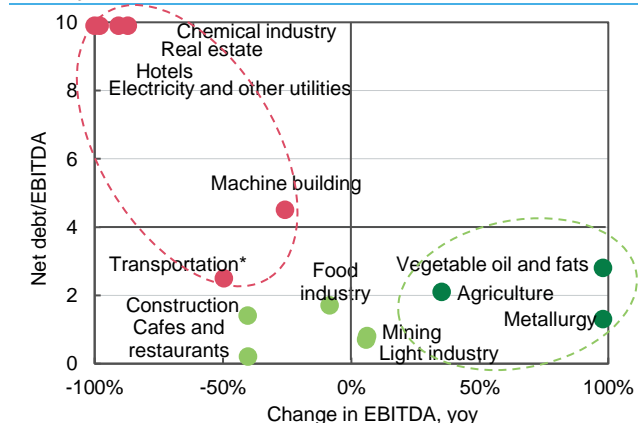 10
Chemical industry
Real estate
8
Hotels
Electricity and other utilities
Net debt/EBITDA
6
Machine building
4
Transportation*
Food
industry
Vegetable oil and fats
2
Construction
Agriculture
Cafes and
restaurants
Mining
Metallurgy
Light industry
0
-100%
-50%
0%
50%
100%
Change in EBITDA, yoy